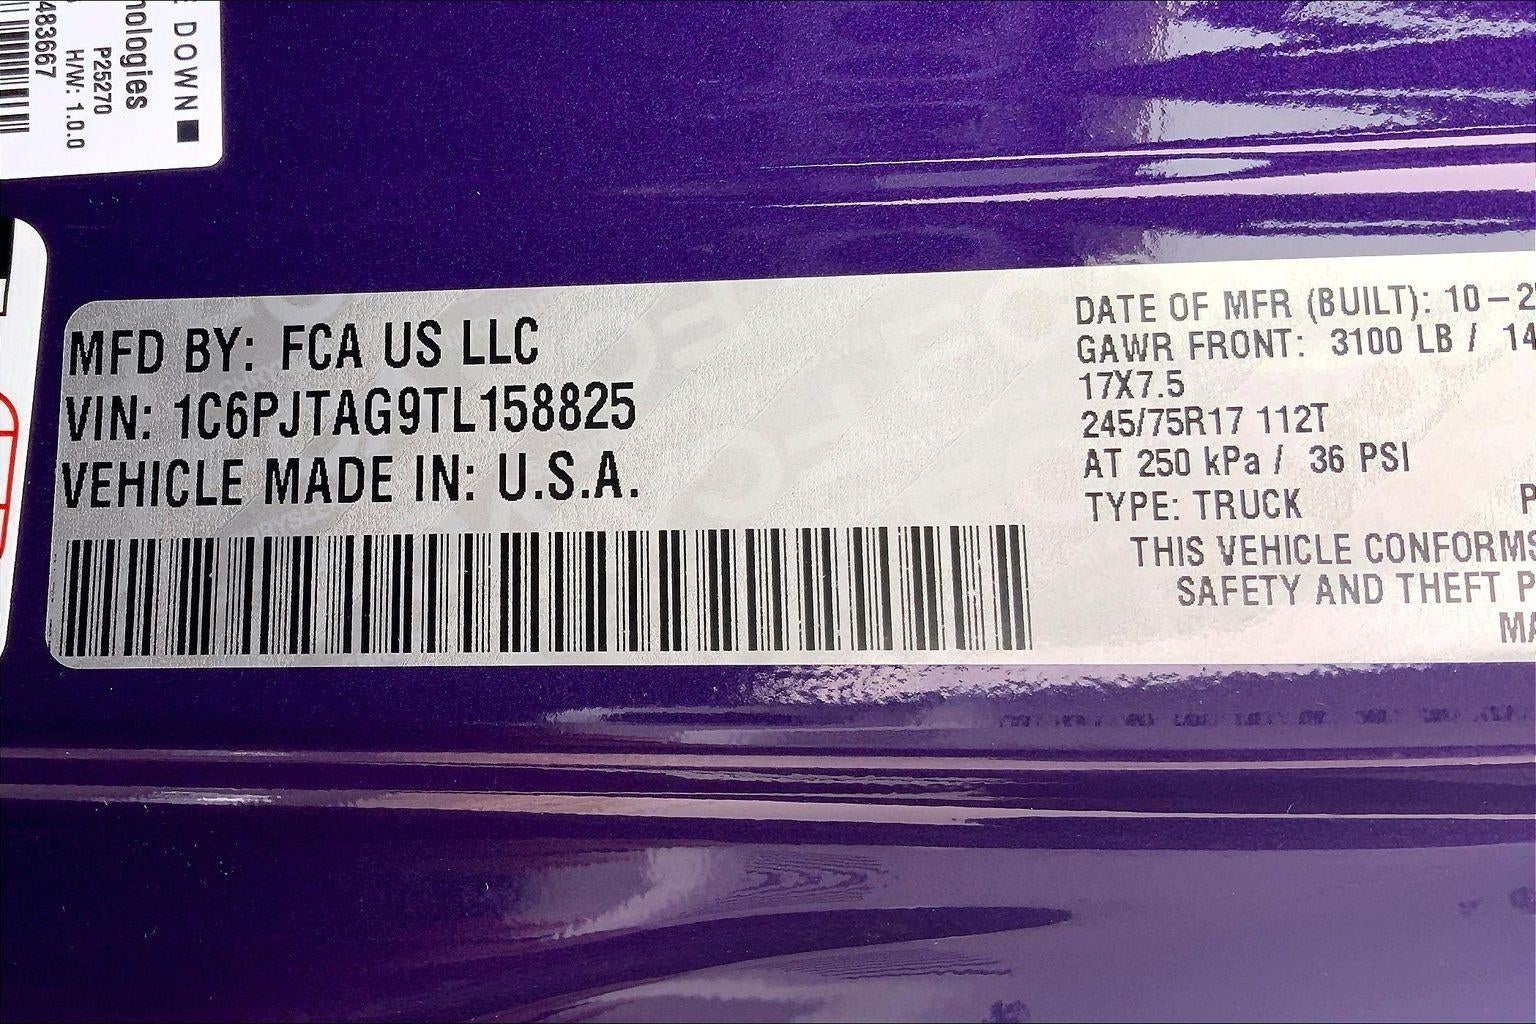 DOWN■
nologies
P25270
H/W: 1.0.0
483667
MFD BY: FCA US LLC
VIN: 1C6PJTAG9TL158825
VEHICLE MADE IN: U.S.A.
DATE OF MFR (BUILT): 10-2
GAWR FRONT: 3100 LB / 14
17X7.5
245/75R17 112T
AT 250 kPa / 36 PSI
TYPE: TRUCK
THIS VEHICLE CONFORMS
SAFETY AND THEFT P
MA